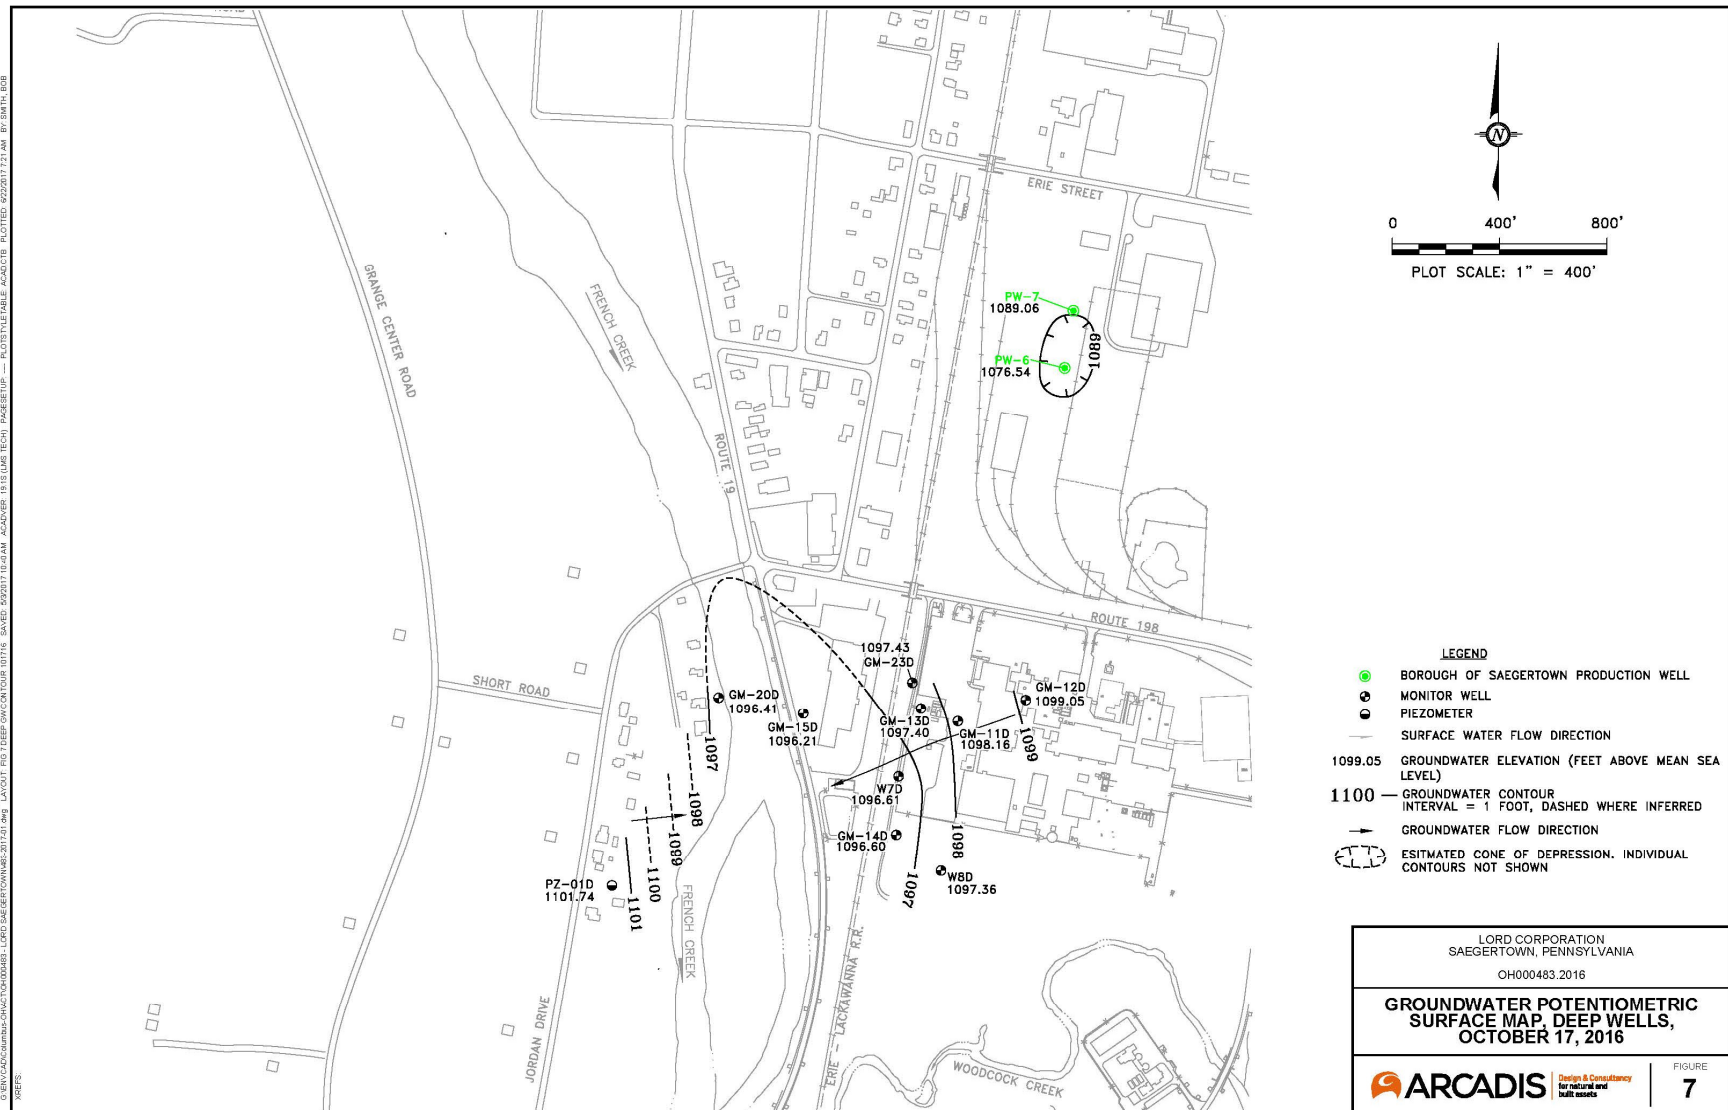 ROAD
ERIE STREET
GRANGE CENTER ROAD
FRENCH CREEK
PW-7
1089.06
PW-6
1076.54
1089
ROUTE 19
ROUTE 198
SHORT ROAD
1097.43
GM-23D
GM-20D
1096.41
GM-15D
1096.21
GM-13D
1097.40
GM-11D
1098.16
GM-12D
1099.05
1099
1097
W7D
1096.61
GM-14D
1096.60
1098
1098
1099
1100
1101
PZ-01D
1101.74
W8D
1097.36
1097
FRENCH CREEK
JORDAN DRIVE
ERIE - LACKAWANNA R.R.
WOODCOCK CREEK
N
0 400' 800'
PLOT SCALE: 1" = 400'
LEGEND
BOROUGH OF SAEGERTOWN PRODUCTION WELL
MONITOR WELL
PIEZOMETER
SURFACE WATER FLOW DIRECTION
1099.05 GROUNDWATER ELEVATION (FEET ABOVE MEAN SEA
LEVEL)
1100 — GROUNDWATER CONTOUR
INTERVAL = 1 FOOT, DASHED WHERE INFERRED
GROUNDWATER FLOW DIRECTION
ESITMATED CONE OF DEPRESSION. INDIVIDUAL
CONTOURS NOT SHOWN
LORD CORPORATION
SAEGERTOWN, PENNSYLVANIA
OH000483.2016
GROUNDWATER POTENTIOMETRIC
SURFACE MAP, DEEP WELLS,
OCTOBER 17, 2016
ARCADIS
Design & Consultancy
for natural and
built assets
FIGURE
7
XREFS: